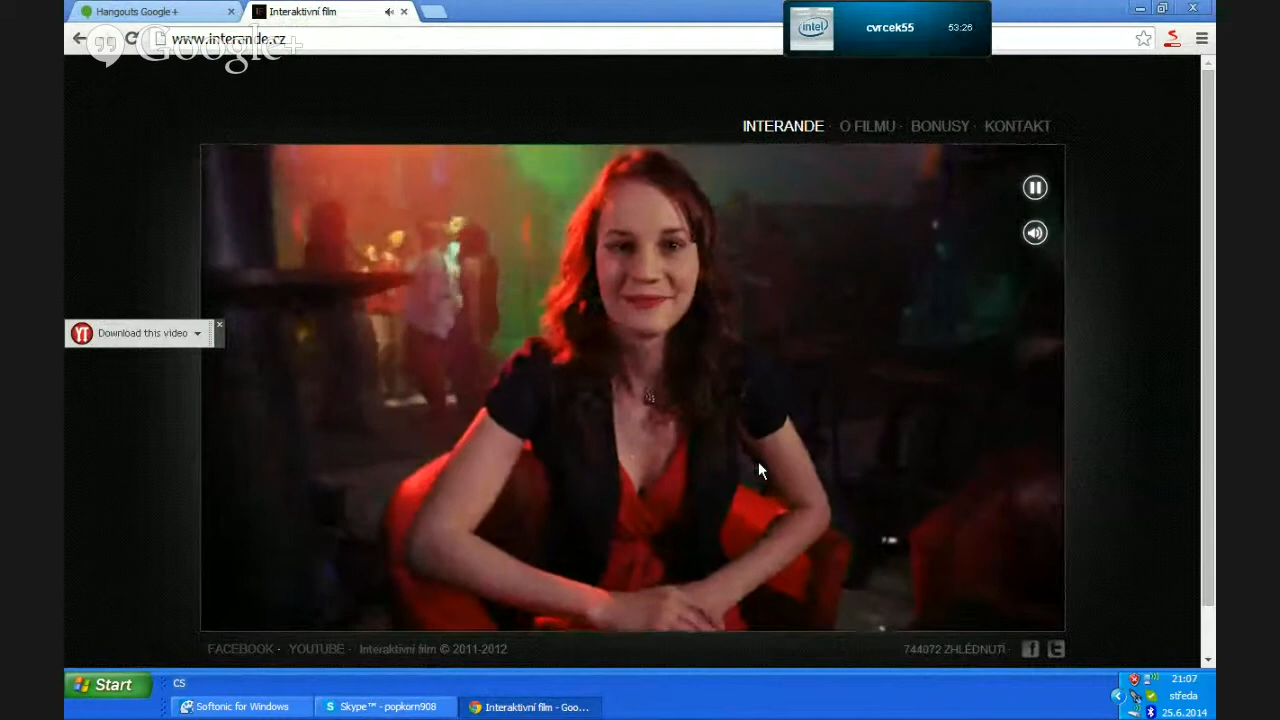 Hangouts Google+
Interaktivní film
Google+
www.interande.cz
intel
cvrcek55
53:26
INTERANDE · O FILMU · BONUSY · KONTAKT
YT Download this video
FACEBOOK · YOUTUBE · Interaktivní film © 2011-2012
744072 ZHLÉDNUTÍ ·
Start
CS
21:07
středa
25.6.2014
Softonic for Windows
Skype™ - popkorn908
Interaktivní film - Goo...